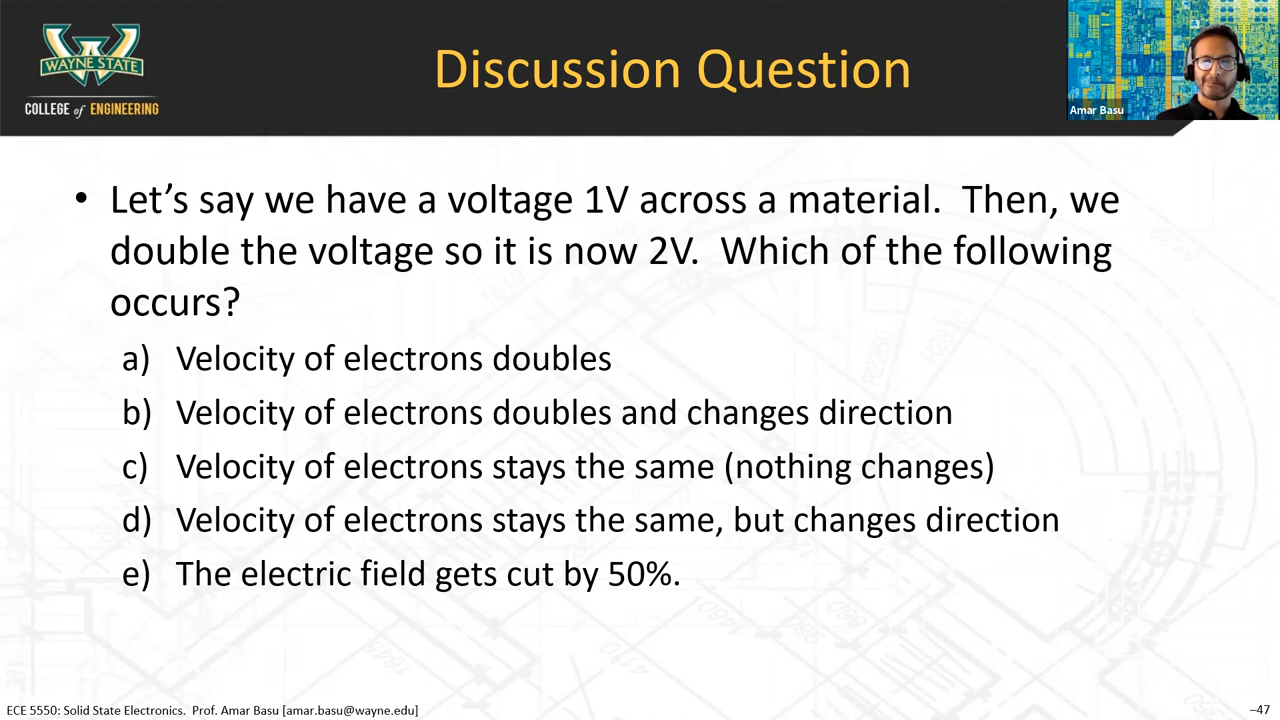 WAYNE STATE
COLLEGE of ENGINEERING
Discussion Question
Amar Basu
• Let’s say we have a voltage 1V across a material.  Then, we
double the voltage so it is now 2V.  Which of the following
occurs?
a) Velocity of electrons doubles
b) Velocity of electrons doubles and changes direction
c) Velocity of electrons stays the same (nothing changes)
d) Velocity of electrons stays the same, but changes direction
e) The electric field gets cut by 50%.
ECE 5550: Solid State Electronics.  Prof. Amar Basu [amar.basu@wayne.edu]
–47